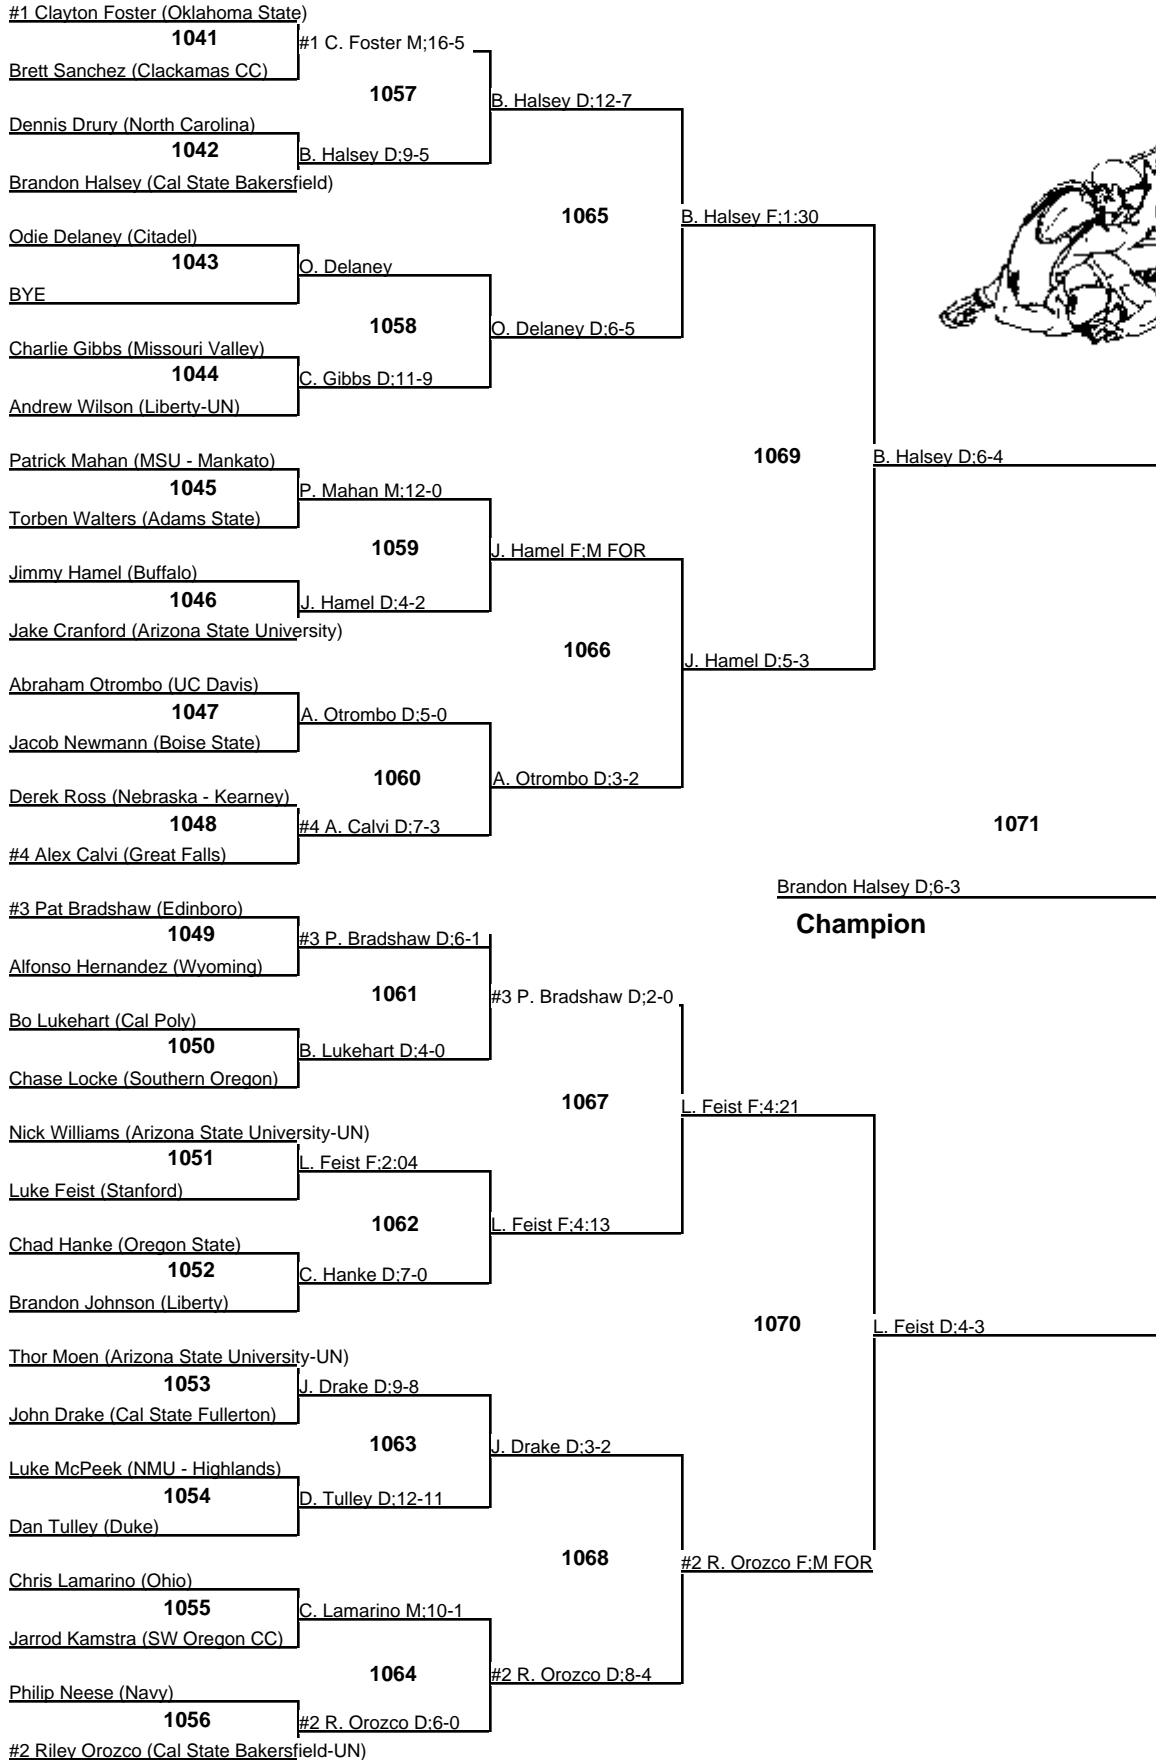 #1 Clayton Foster (Oklahoma State)
1041
#1 C. Foster M;16-5
Brett Sanchez (Clackamas CC)
1057
B. Halsey D;12-7
Dennis Drury (North Carolina)
1042
B. Halsey D;9-5
Brandon Halsey (Cal State Bakersfield)
1065
B. Halsey F;1:30
Odie Delaney (Citadel)
1043
O. Delaney
BYE
1058
O. Delaney D;6-5
Charlie Gibbs (Missouri Valley)
1044
C. Gibbs D;11-9
Andrew Wilson (Liberty-UN)
1069
B. Halsey D;6-4
Patrick Mahan (MSU - Mankato)
1045
P. Mahan M;12-0
Torben Walters (Adams State)
1059
J. Hamel F;M FOR
Jimmy Hamel (Buffalo)
1046
J. Hamel D;4-2
Jake Cranford (Arizona State University)
1066
J. Hamel D;5-3
Abraham Otrombo (UC Davis)
1047
A. Otrombo D;5-0
Jacob Newmann (Boise State)
1060
A. Otrombo D;3-2
Derek Ross (Nebraska - Kearney)
1048
#4 A. Calvi D;7-3
#4 Alex Calvi (Great Falls)
1071
Brandon Halsey D;6-3
Champion
#3 Pat Bradshaw (Edinboro)
1049
#3 P. Bradshaw D;6-1
Alfonso Hernandez (Wyoming)
1061
#3 P. Bradshaw D;2-0
Bo Lukehart (Cal Poly)
1050
B. Lukehart D;4-0
Chase Locke (Southern Oregon)
1067
L. Feist F;4:21
Nick Williams (Arizona State University-UN)
1051
L. Feist F;2:04
Luke Feist (Stanford)
1062
L. Feist F;4:13
Chad Hanke (Oregon State)
1052
C. Hanke D;7-0
Brandon Johnson (Liberty)
1070
L. Feist D;4-3
Thor Moen (Arizona State University-UN)
1053
J. Drake D;9-8
John Drake (Cal State Fullerton)
1063
J. Drake D;3-2
Luke McPeek (NMU - Highlands)
1054
D. Tulley D;12-11
Dan Tulley (Duke)
1068
#2 R. Orozco F;M FOR
Chris Lamarino (Ohio)
1055
C. Lamarino M;10-1
Jarrod Kamstra (SW Oregon CC)
1064
#2 R. Orozco D;8-4
Philip Neese (Navy)
1056
#2 R. Orozco D;6-0
#2 Riley Orozco (Cal State Bakersfield-UN)